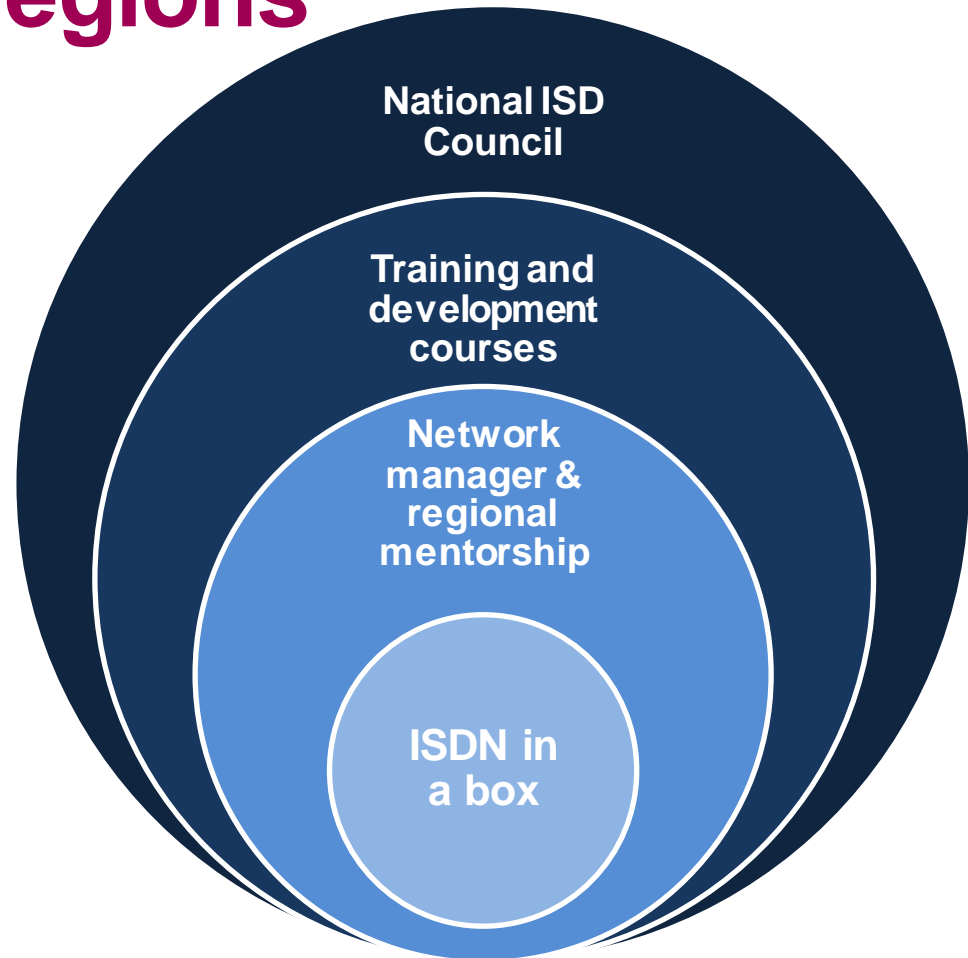 egions
National ISD
Council
Training and
development
courses
Network
manager &
regional
mentorship
ISDN in
a box